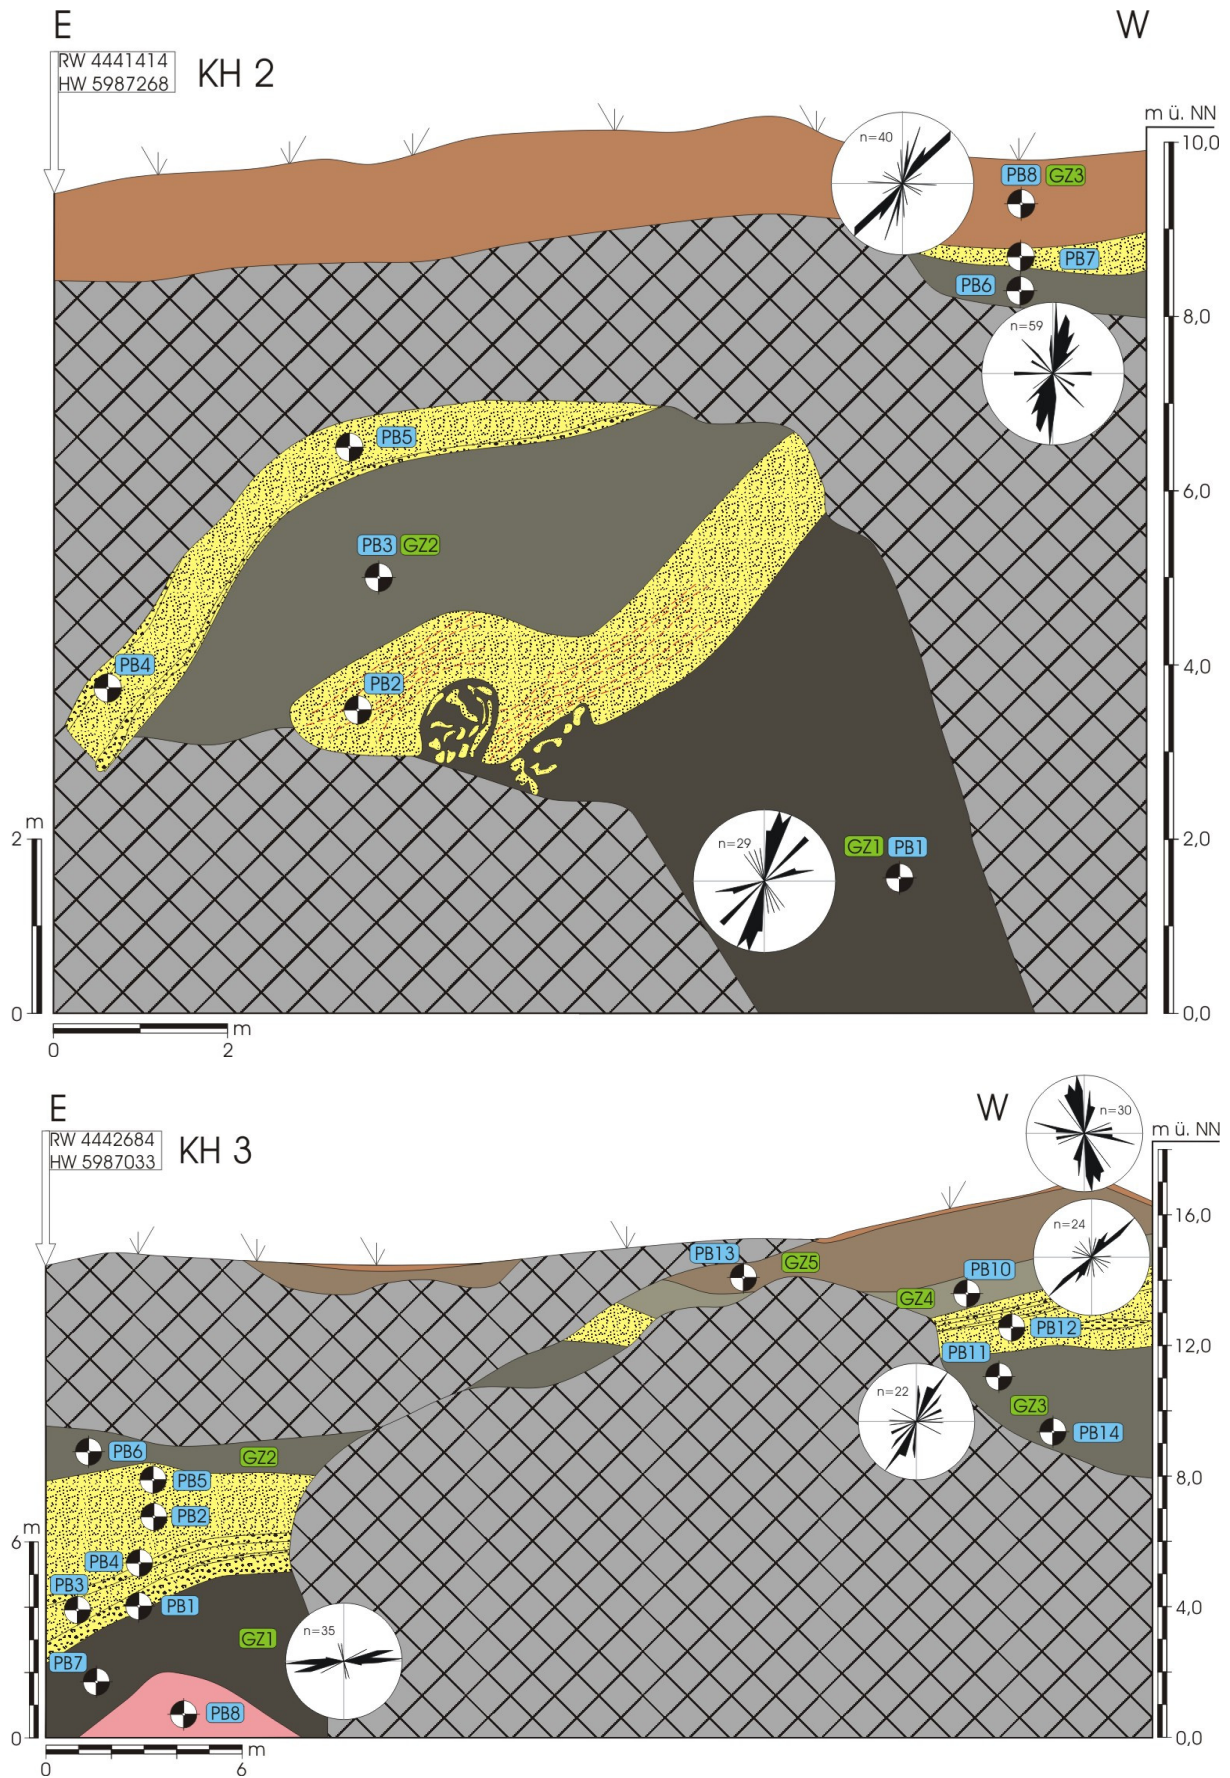 E
W
RW 4441414
HW 5987268
KH 2
m ü. NN
10,0
n=40
PB8 GZ3
PB7
PB6
8,0
n=59
PB5
6,0
PB3 GZ2
PB4
4,0
PB2
m
2
2,0
n=29
GZ1 PB1
0
0,0
m
0 2
E
W
RW 4442684
HW 5987033
KH 3
n=30
m ü. NN
16,0
n=24
PB13
GZ5
PB10
GZ4
PB12
12,0
PB11
n=22
GZ3
PB14
PB6
GZ2
PB5
8,0
PB2
m
6
PB4
PB3
PB1
4,0
GZ1
n=35
PB7
PB8
0
0,0
m
0 6